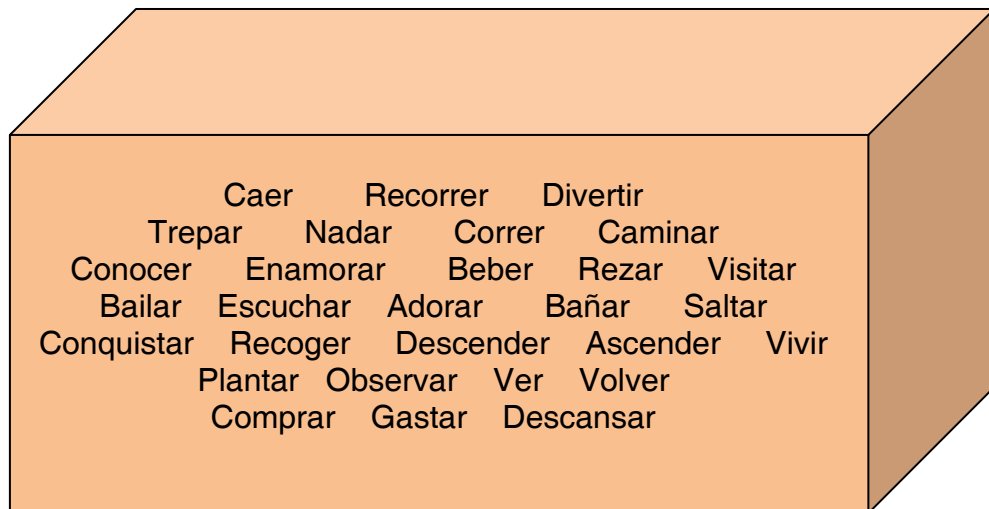 Caer Recorrer Divertir
Trepar Nadar Correr Caminar
Conocer Enamorar Beber Rezar Visitar
Bailar Escuchar Adorar Bañar Saltar
Conquistar Recoger Descender Ascender Vivir
Plantar Observar Ver Volver
Comprar Gastar Descansar